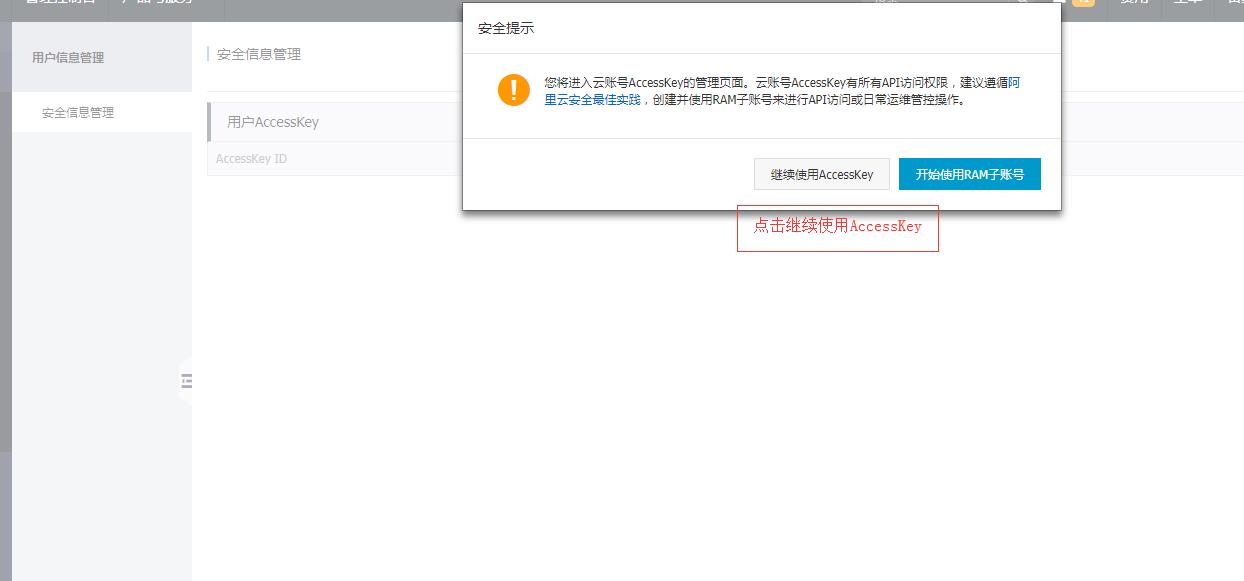 安全提示
用户信息管理
安全信息管理
您将进入云账号AccessKey的管理页面。云账号AccessKey有所有API访问权限，建议遵循阿
里云安全最佳实践，创建并使用RAM子账号来进行API访问或日常运维管控操作。
安全信息管理
用户AccessKey
AccessKey ID
继续使用AccessKey
开始使用RAM子账号
点击继续使用AccessKey